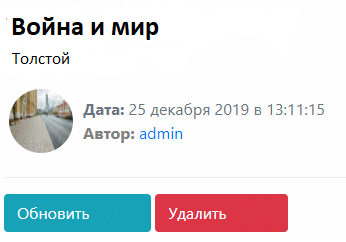 Война и мир
Толстой
Дата: 25 декабря 2019 в 13:11:15
Автор: admin
Обновить
Удалить